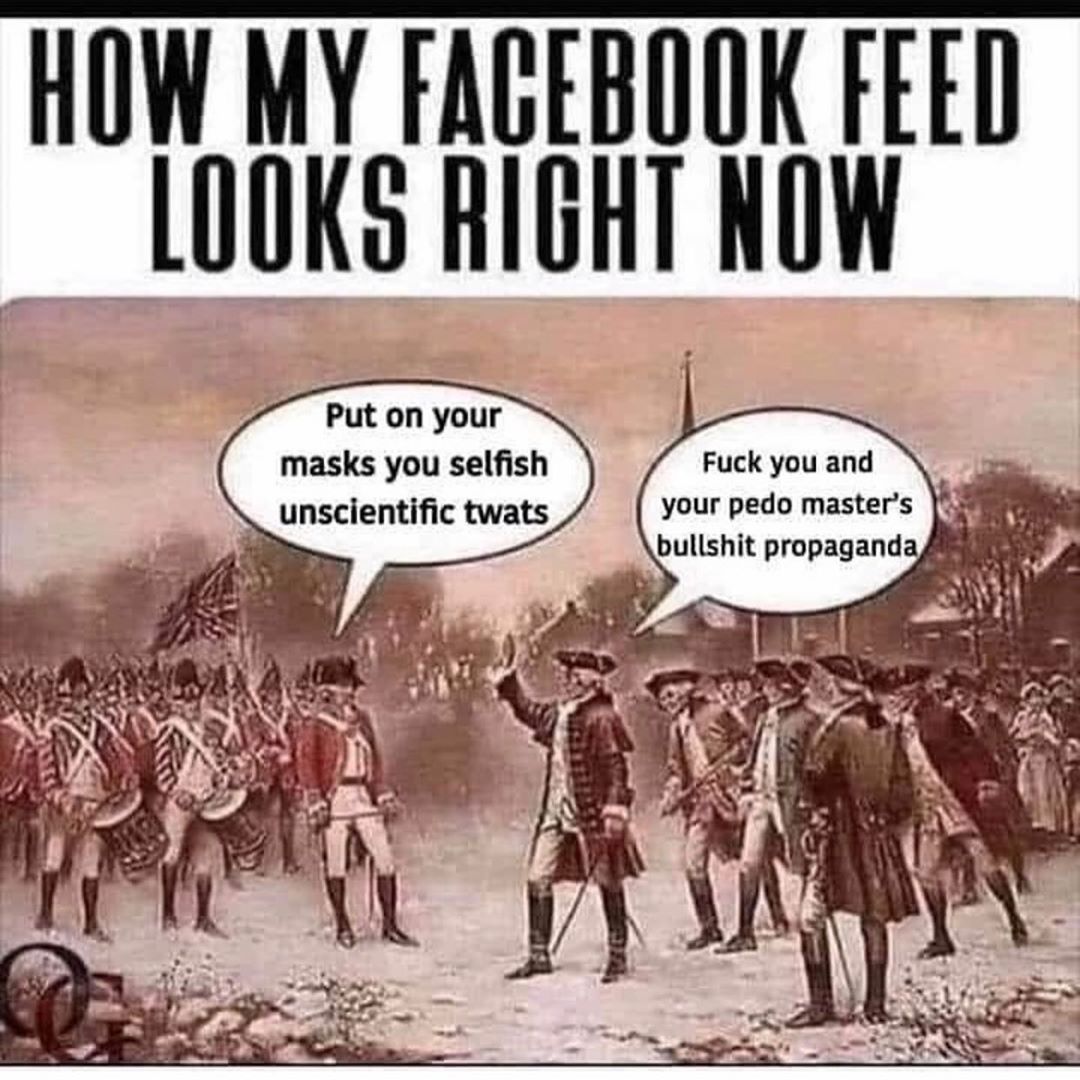 HOW MY FACEBOOK FEED
LOOKS RIGHT NOW
Put on your
masks you selfish
unscientific twats
Fuck you and
your pedo master's
bullshit propaganda